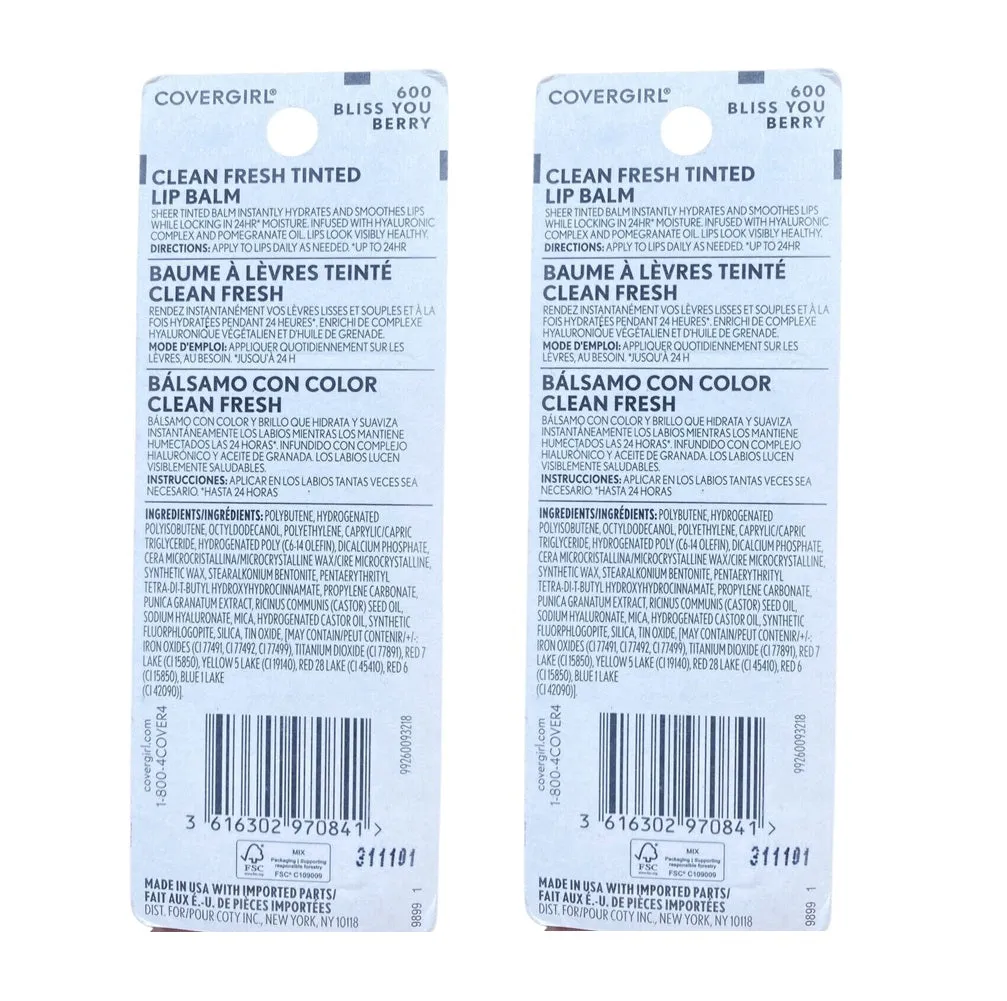 COVERGIRL®
600
BLISS YOU
BERRY
CLEAN FRESH TINTED
LIP BALM
SHEER TINTED BALM INSTANTLY HYDRATES AND SMOOTHES LIPS
WHILE LOCKING IN 24HR* MOISTURE. INFUSED WITH HYALURONIC
COMPLEX AND POMEGRANATE OIL. LIPS LOOK VISIBLY HEALTHY.
DIRECTIONS: APPLY TO LIPS DAILY AS NEEDED. *UP TO 24HR
BAUME À LÈVRES TEINTÉ
CLEAN FRESH
RENDEZ INSTANTANÉMENT VOS LÈVRES LISSES ET SOUPLES ET À LA
FOIS HYDRATÉES PENDANT 24 HEURES*. ENRICHI DE COMPLEXE
HYALURONIQUE VÉGÉTALIEN ET D'HUILE DE GRENADE.
MODE D'EMPLOI: APPLIQUER QUOTIDIENNEMENT SUR LES
LÈVRES, AU BESOIN. *JUSQU'À 24 H
BÁLSAMO CON COLOR
CLEAN FRESH
BÁLSAMO CON COLOR Y BRILLO QUE HIDRATA Y SUAVIZA
INSTANTÁNEAMENTE LOS LABIOS MIENTRAS LOS MANTIENE
HUMECTADOS LAS 24 HORAS*. INFUNDIDO CON COMPLEJO
HIALURÓNICO Y ACEITE DE GRANADA. LOS LABIOS LUCEN
VISIBLEMENTE SALUDABLES.
INSTRUCCIONES: APLICAR EN LOS LABIOS TANTAS VECES SEA
NECESARIO. *HASTA 24 HORAS
INGREDIENTS/INGRÉDIENTS: POLYBUTENE, HYDROGENATED
POLYISOBUTENE, OCTYLDODECANOL, POLYETHYLENE, CAPRYLIC/CAPRIC
TRIGLYCERIDE, HYDROGENATED POLY (C6-14 OLEFIN), DICALCIUM PHOSPHATE,
CERA MICROCRISTALLINA/MICROCRYSTALLINE WAX/CIRE MICROCRISTALLINE,
SYNTHETIC WAX, STEARALKONIUM BENTONITE, PENTAERYTHRITYL
TETRA-DI-T-BUTYL HYDROXYHYDROCINNAMATE, PROPYLENE CARBONATE,
PUNICA GRANATUM EXTRACT, RICINUS COMMUNIS (CASTOR) SEED OIL,
SODIUM HYALURONATE, MICA, HYDROGENATED CASTOR OIL, SYNTHETIC
FLUORPHLOGOPITE, SILICA, TIN OXIDE, [MAY CONTAIN/PEUT CONTENIR/+/-:
IRON OXIDES (CI 77491, CI 77492, CI 77499), TITANIUM DIOXIDE (CI 77891), RED 7
LAKE (CI 15850), YELLOW 5 LAKE (CI 19140), RED 28 LAKE (CI 45410), RED 6
(CI 15850), BLUE 1 LAKE
(CI 42090)].
covergirl.com
1-800-4COVER4
99260093218
3 616302 970841 >
FSC
MIX
Packaging | Supporting
responsible forestry
FSC® C109009
311101
MADE IN USA WITH IMPORTED PARTS/
FAIT AUX É.-U. DE PIÈCES IMPORTÉES
DIST. FOR/POUR COTY INC., NEW YORK, NY 10118
9899 1
COVERGIRL®
600
BLISS YOU
BERRY
CLEAN FRESH TINTED
LIP BALM
SHEER TINTED BALM INSTANTLY HYDRATES AND SMOOTHES LIPS
WHILE LOCKING IN 24HR* MOISTURE. INFUSED WITH HYALURONIC
COMPLEX AND POMEGRANATE OIL. LIPS LOOK VISIBLY HEALTHY.
DIRECTIONS: APPLY TO LIPS DAILY AS NEEDED. *UP TO 24HR
BAUME À LÈVRES TEINTÉ
CLEAN FRESH
RENDEZ INSTANTANÉMENT VOS LÈVRES LISSES ET SOUPLES ET À LA
FOIS HYDRATÉES PENDANT 24 HEURES*. ENRICHI DE COMPLEXE
HYALURONIQUE VÉGÉTALIEN ET D'HUILE DE GRENADE.
MODE D'EMPLOI: APPLIQUER QUOTIDIENNEMENT SUR LES
LÈVRES, AU BESOIN. *JUSQU'À 24 H
BÁLSAMO CON COLOR
CLEAN FRESH
BÁLSAMO CON COLOR Y BRILLO QUE HIDRATA Y SUAVIZA
INSTANTÁNEAMENTE LOS LABIOS MIENTRAS LOS MANTIENE
HUMECTADOS LAS 24 HORAS*. INFUNDIDO CON COMPLEJO
HIALURÓNICO Y ACEITE DE GRANADA. LOS LABIOS LUCEN
VISIBLEMENTE SALUDABLES.
INSTRUCCIONES: APLICAR EN LOS LABIOS TANTAS VECES SEA
NECESARIO. *HASTA 24 HORAS
INGREDIENTS/INGRÉDIENTS: POLYBUTENE, HYDROGENATED
POLYISOBUTENE, OCTYLDODECANOL, POLYETHYLENE, CAPRYLIC/CAPRIC
TRIGLYCERIDE, HYDROGENATED POLY (C6-14 OLEFIN), DICALCIUM PHOSPHATE,
CERA MICROCRISTALLINA/MICROCRYSTALLINE WAX/CIRE MICROCRISTALLINE,
SYNTHETIC WAX, STEARALKONIUM BENTONITE, PENTAERYTHRITYL
TETRA-DI-T-BUTYL HYDROXYHYDROCINNAMATE, PROPYLENE CARBONATE,
PUNICA GRANATUM EXTRACT, RICINUS COMMUNIS (CASTOR) SEED OIL,
SODIUM HYALURONATE, MICA, HYDROGENATED CASTOR OIL, SYNTHETIC
FLUORPHLOGOPITE, SILICA, TIN OXIDE, [MAY CONTAIN/PEUT CONTENIR/+/-:
IRON OXIDES (CI 77491, CI 77492, CI 77499), TITANIUM DIOXIDE (CI 77891), RED 7
LAKE (CI 15850), YELLOW 5 LAKE (CI 19140), RED 28 LAKE (CI 45410), RED 6
(CI 15850), BLUE 1 LAKE
(CI 42090)].
covergirl.com
1-800-4COVER4
99260093218
3 616302 970841 >
FSC
MIX
Packaging | Supporting
responsible forestry
FSC® C109009
311101
MADE IN USA WITH IMPORTED PARTS/
FAIT AUX É.-U. DE PIÈCES IMPORTÉES
DIST. FOR/POUR COTY INC., NEW YORK, NY 10118
9899 1